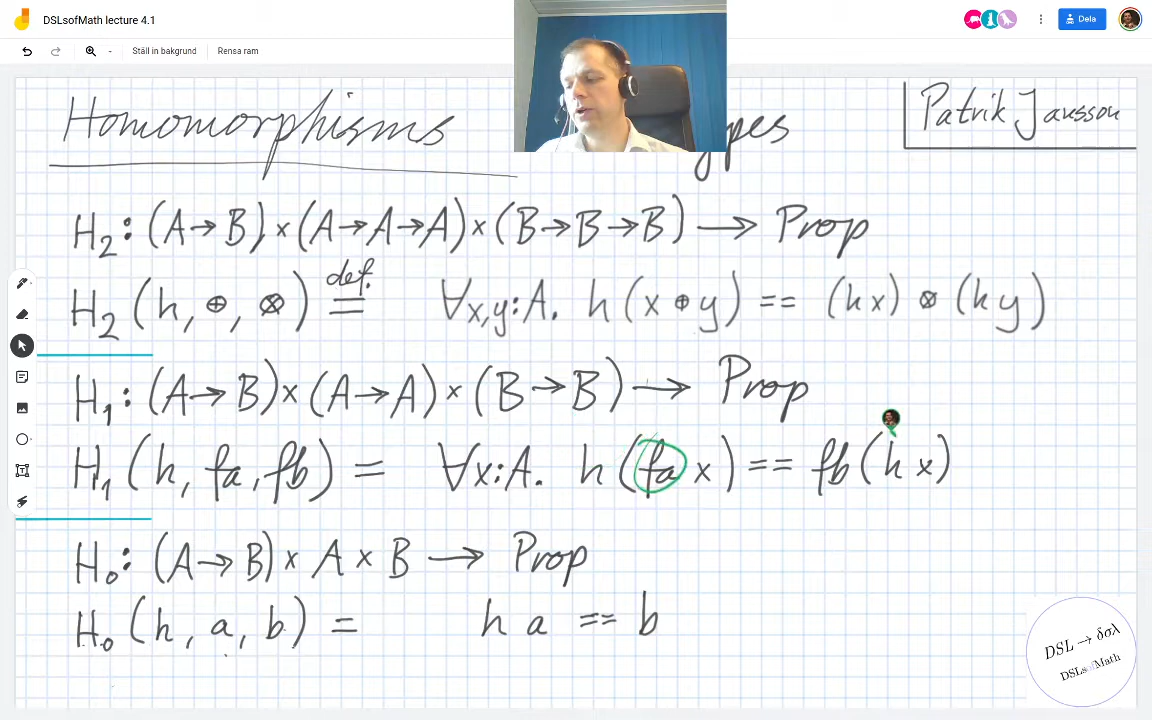 DSLsofMath lecture 4.1
Dela
Ställ in bakgrund
Rensa ram
Homomorphisms
Patrik Jansson
H₂ : (A → B) × (A → A → A) × (B → B → B) → Prop
H₂ (h, ⊕, ⊗) def. = ∀x,y:A. h (x ⊕ y) == (h x) ⊗ (h y)
H₁ : (A → B) × (A → A) × (B → B) → Prop
H₁ (h, fa, fb) = ∀x:A. h (fa x) == fb (h x)
H₀ : (A → B) × A × B → Prop
H₀ (h, a, b) = h a == b
DSL → δσλ
DSLsofMath